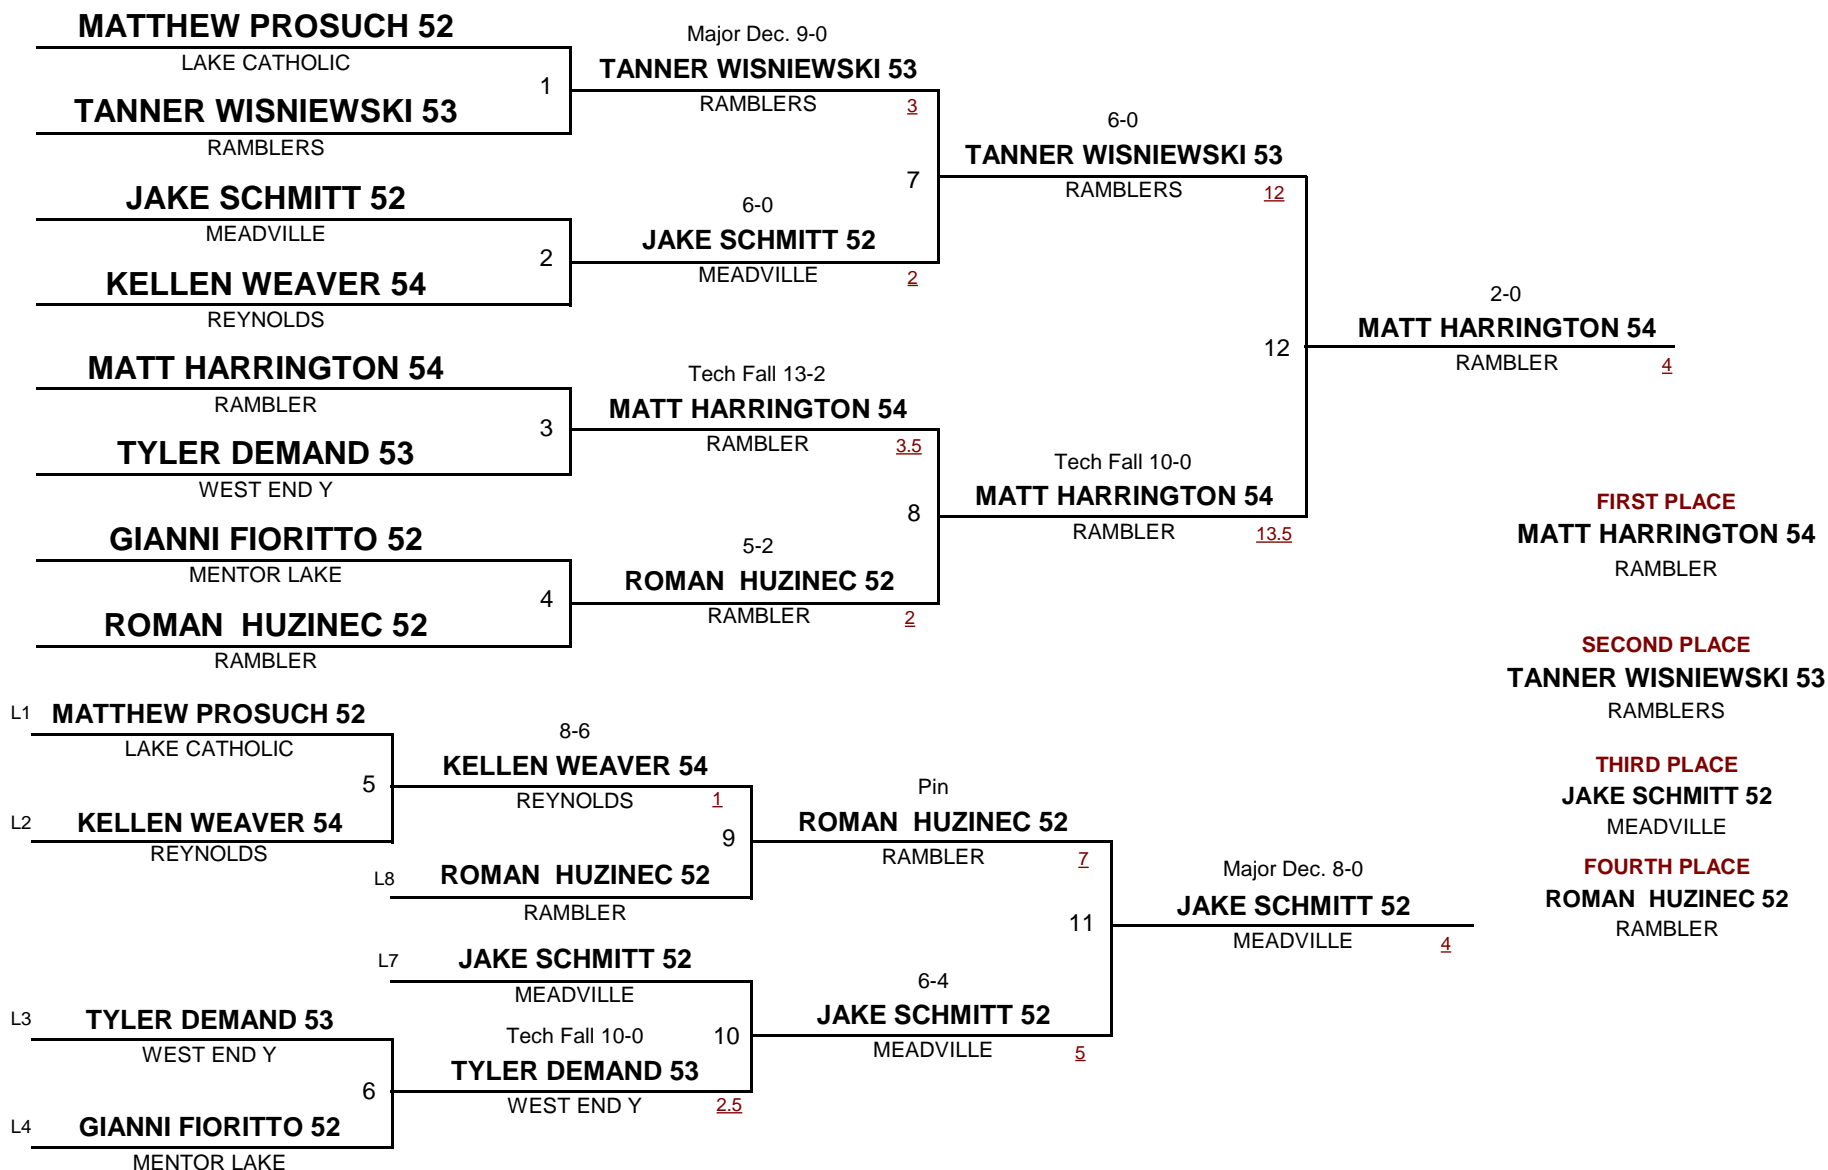 MATTHEW PROSUCH 52
LAKE CATHOLIC
1
TANNER WISNIEWSKI 53
RAMBLERS
JAKE SCHMITT 52
MEADVILLE
2
KELLEN WEAVER 54
REYNOLDS
MATT HARRINGTON 54
RAMBLER
3
TYLER DEMAND 53
WEST END Y
GIANNI FIORITTO 52
MENTOR LAKE
4
ROMAN  HUZINEC 52
RAMBLER
Major Dec. 9-0
TANNER WISNIEWSKI 53
RAMBLERS 3
7
6-0
JAKE SCHMITT 52
MEADVILLE 2
Tech Fall 13-2
MATT HARRINGTON 54
RAMBLER 3.5
8
5-2
ROMAN  HUZINEC 52
RAMBLER 2
6-0
TANNER WISNIEWSKI 53
RAMBLERS 12
12
Tech Fall 10-0
MATT HARRINGTON 54
RAMBLER 13.5
2-0
MATT HARRINGTON 54
RAMBLER 4
FIRST PLACE
MATT HARRINGTON 54
RAMBLER
SECOND PLACE
TANNER WISNIEWSKI 53
RAMBLERS
THIRD PLACE
JAKE SCHMITT 52
MEADVILLE
FOURTH PLACE
ROMAN  HUZINEC 52
RAMBLER
L1 MATTHEW PROSUCH 52
LAKE CATHOLIC
5
L2 KELLEN WEAVER 54
REYNOLDS
8-6
KELLEN WEAVER 54
REYNOLDS 1
9
L8 ROMAN  HUZINEC 52
RAMBLER
L7 JAKE SCHMITT 52
MEADVILLE
10
L3 TYLER DEMAND 53
WEST END Y
6
L4 GIANNI FIORITTO 52
MENTOR LAKE
Tech Fall 10-0
TYLER DEMAND 53
WEST END Y 2.5
Pin
ROMAN  HUZINEC 52
RAMBLER 7
11
6-4
JAKE SCHMITT 52
MEADVILLE 5
Major Dec. 8-0
JAKE SCHMITT 52
MEADVILLE 4